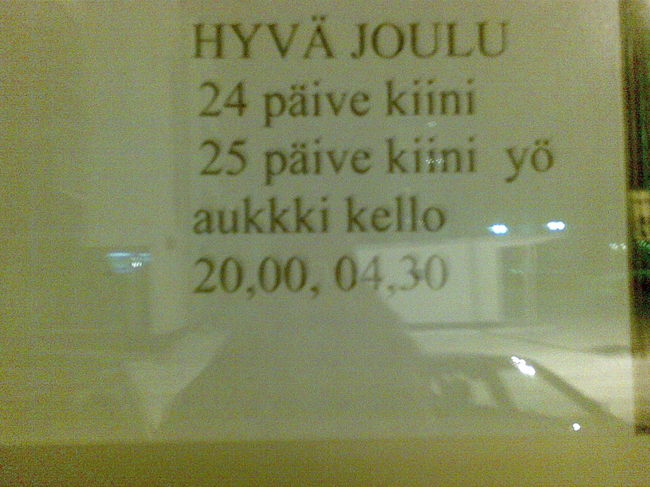 HYVÄ JOULU
24 päive kiini
25 päive kiini yö
aukkki kello
20,00, 04,30